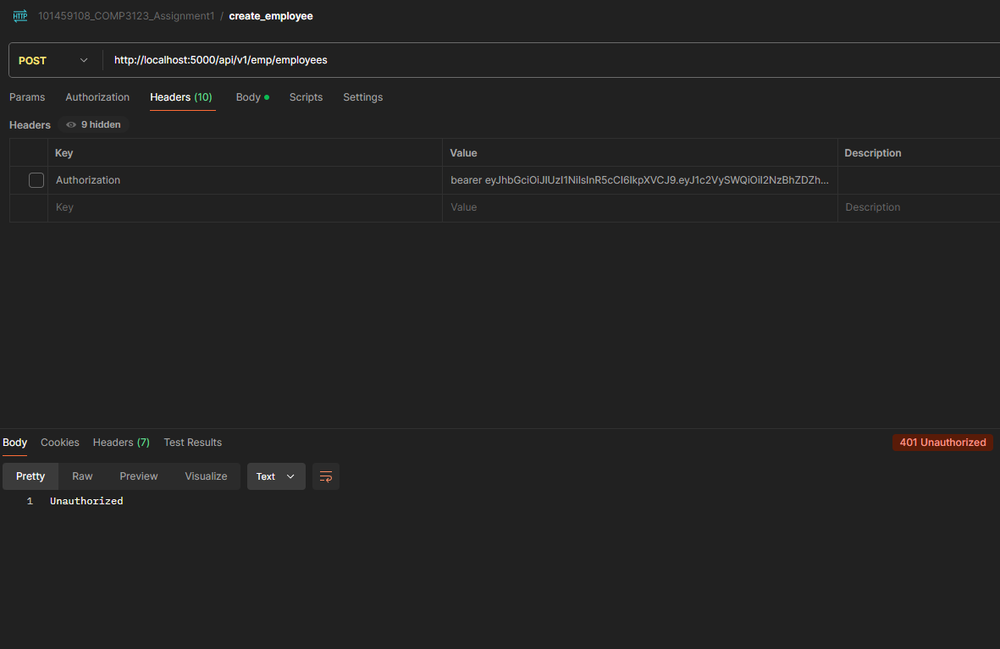 HTTP 101459108_COMP3123_Assignment1 / create_employee
POST http://localhost:5000/api/v1/emp/employees
Params Authorization Headers (10) Body Scripts Settings
Headers 9 hidden
Key Value Description
Authorization bearer eyJhbGciOiJIUzI1NiIsInR5cCI6IkpXVCJ9.eyJ1c2VySWQiOiI2NzBhZDZh...
Key Value Description
Body Cookies Headers (7) Test Results 401 Unauthorized
Pretty Raw Preview Visualize Text
1 Unauthorized